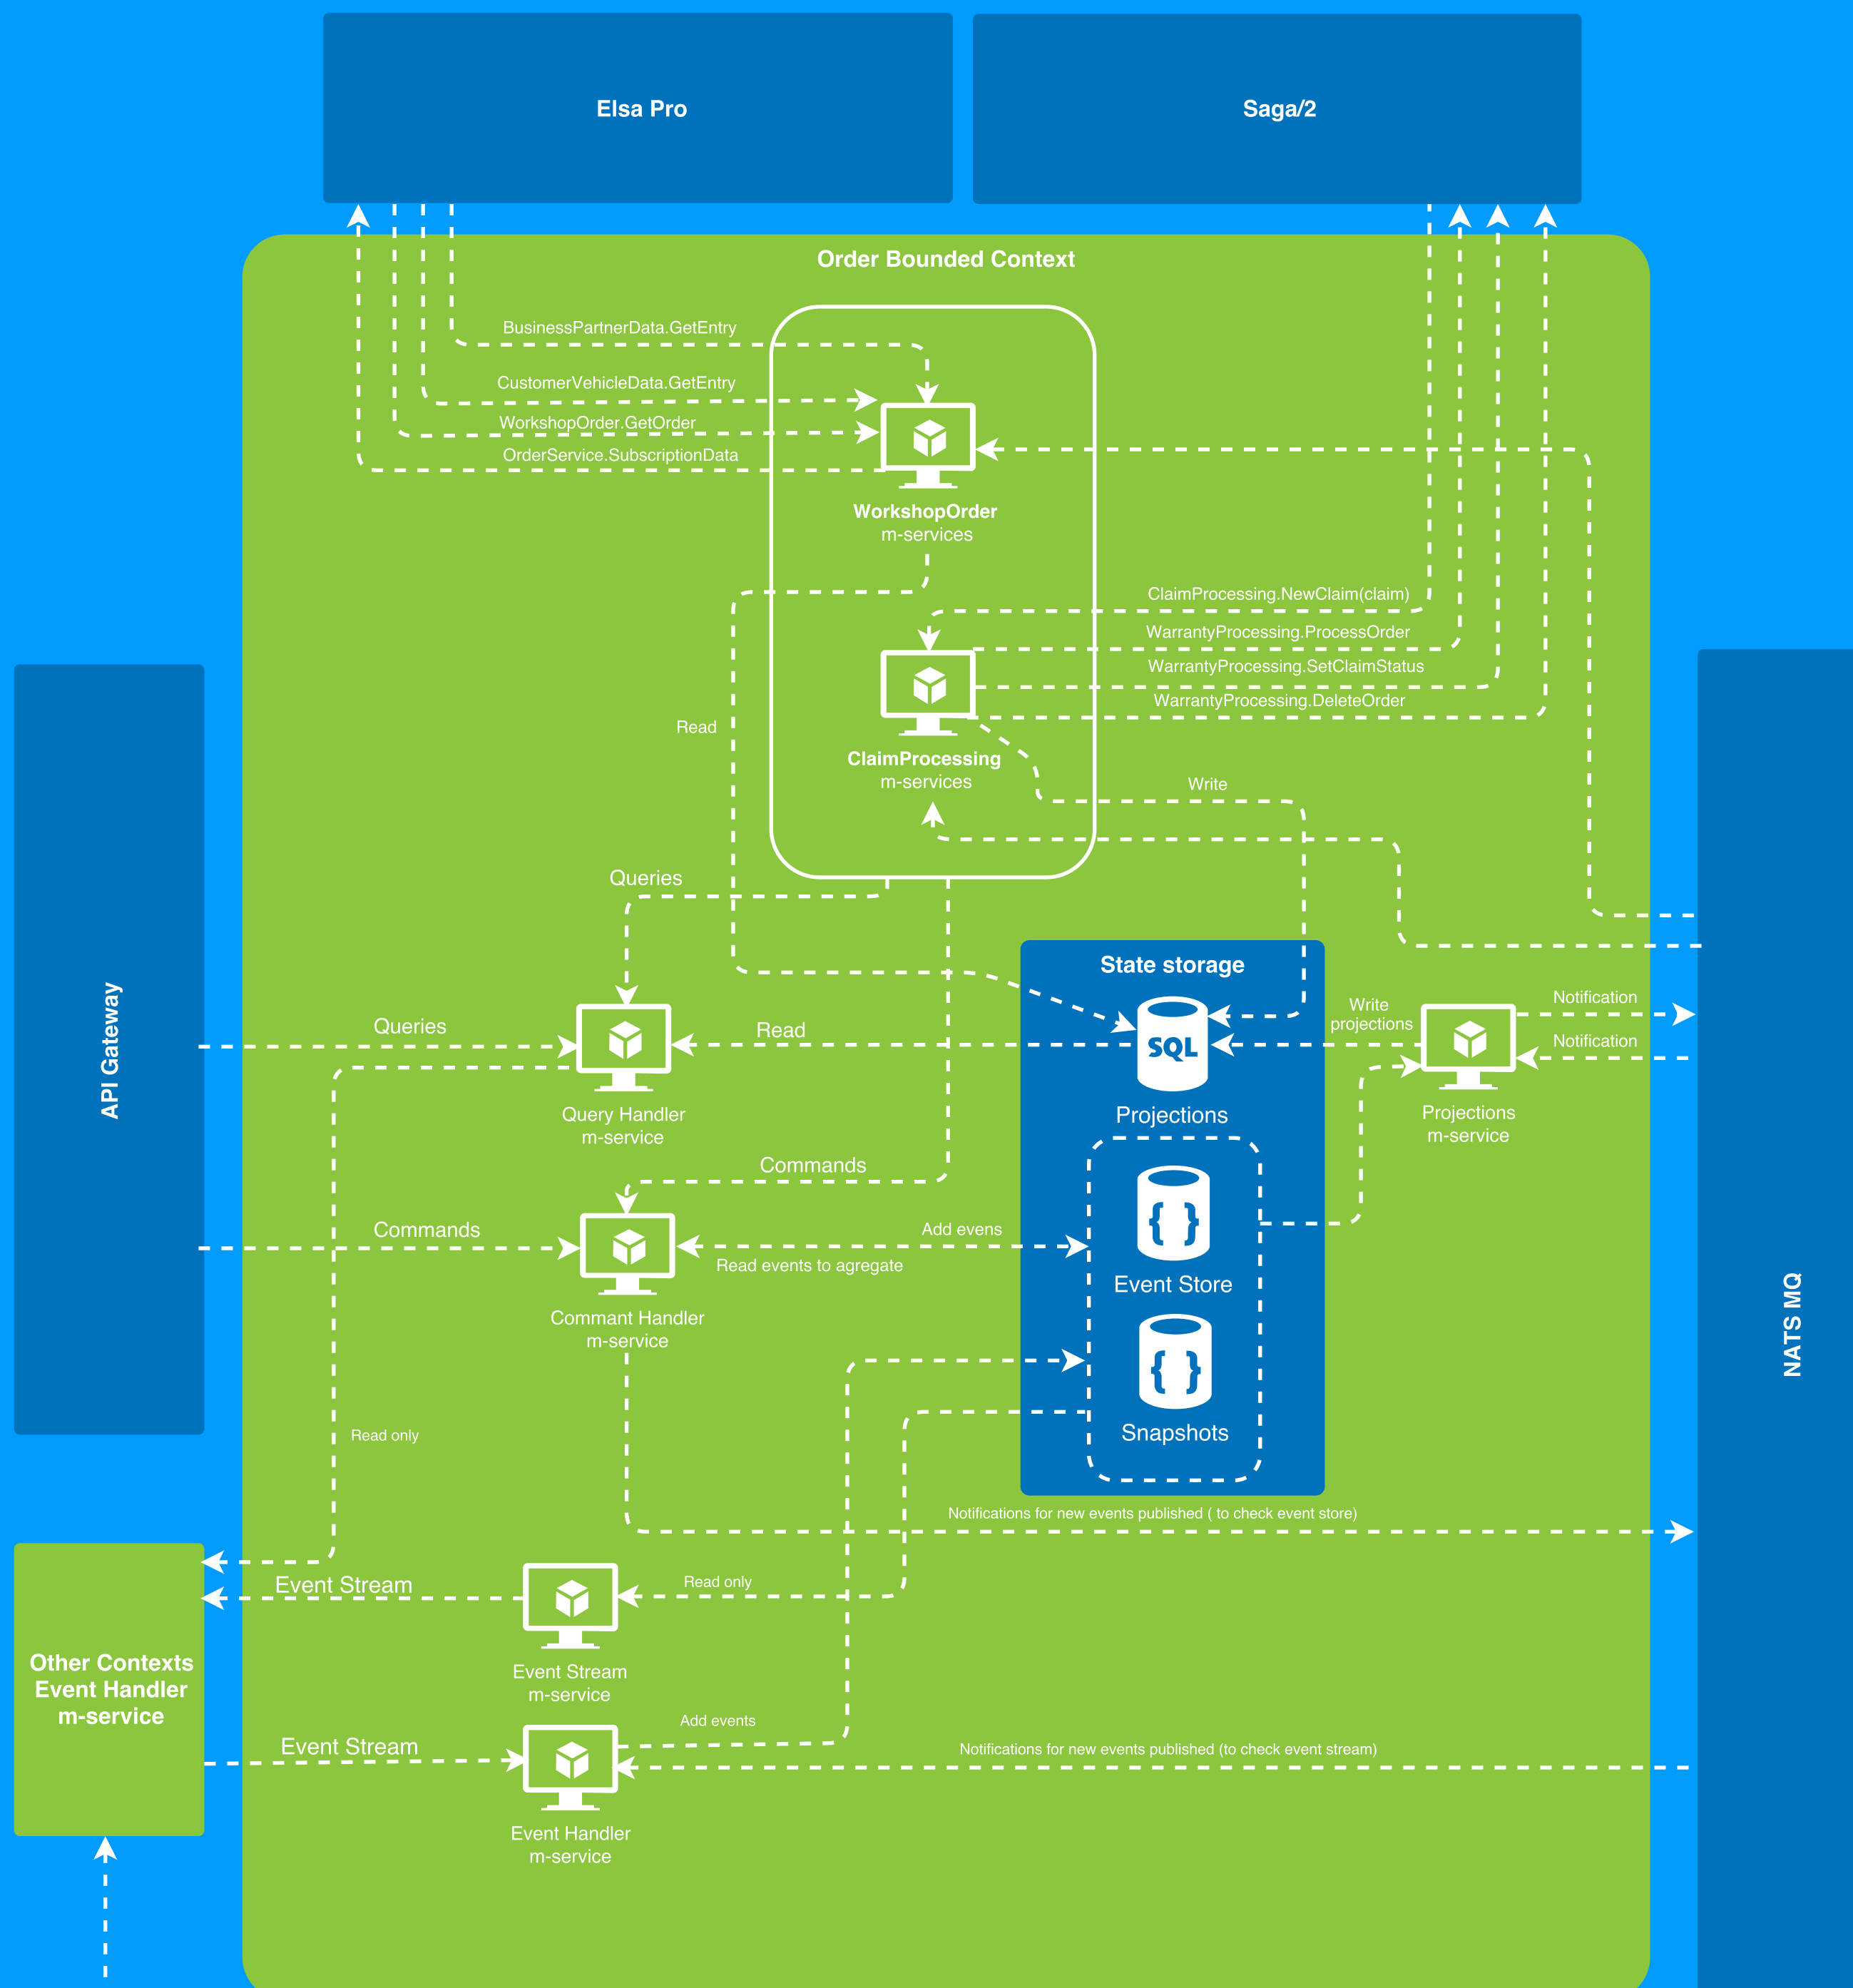 Elsa Pro
Saga/2
Order Bounded Context
BusinessPartnerData.GetEntry
CustomerVehicleData.GetEntry
WorkshopOrder.GetOrder
OrderService.SubscriptionData
WorkshopOrder
m-services
ClaimProcessing.NewClaim(claim)
WarrantyProcessing.ProcessOrder
WarrantyProcessing.SetClaimStatus
WarrantyProcessing.DeleteOrder
Read
ClaimProcessing
m-services
Write
Queries
API Gateway
State storage
Queries
Read
SQL
Write
projections
Notification
Notification
Query Handler
m-service
Projections
Projections
m-service
Commands
Commands
Add evens
Read events to agregate
{ }
Event Store
Commant Handler
m-service
{ }
Snapshots
NATS MQ
Read only
Notifications for new events published ( to check event store)
Event Stream
Read only
Other Contexts
Event Handler
m-service
Event Stream
m-service
Add events
Event Stream
Notifications for new events published (to check event stream)
Event Handler
m-service